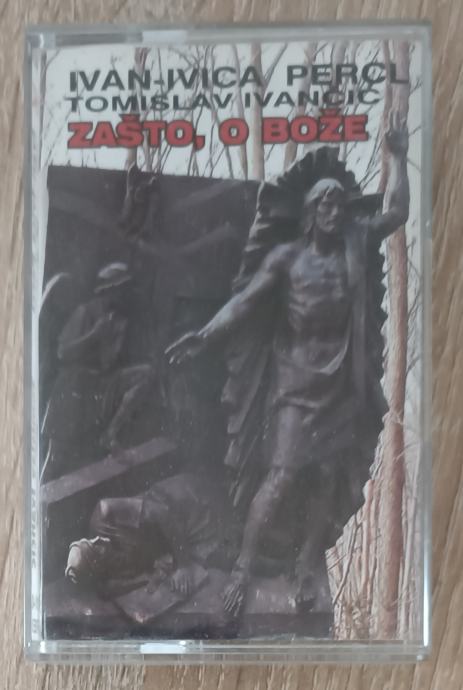 IVAN-IVICA PERCL
TOMISLAV IVANČIĆ
ZAŠTO, O BOŽE